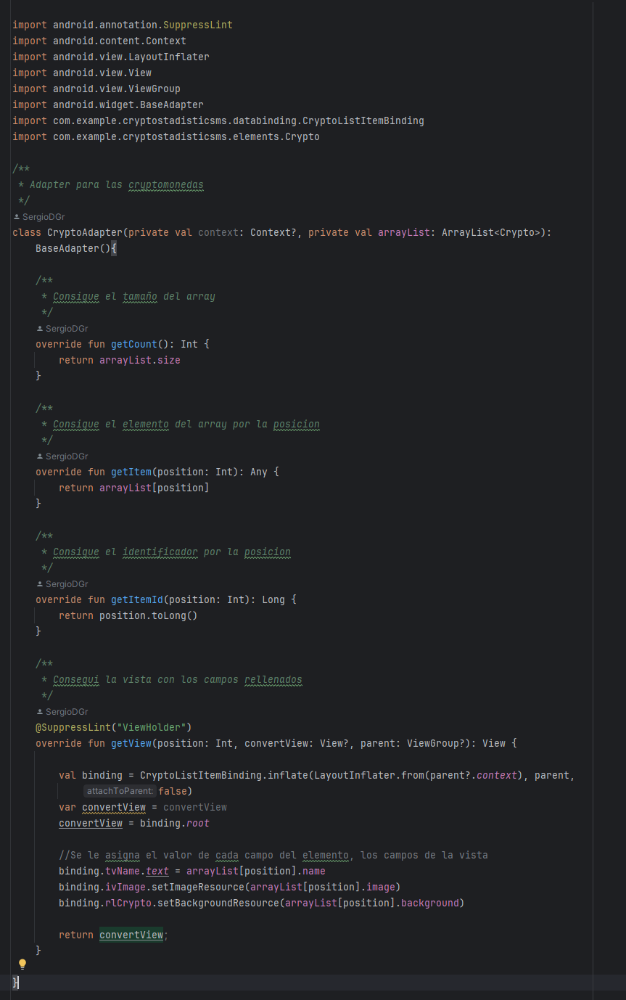 import android.annotation.SuppressLint
import android.content.Context
import android.view.LayoutInflater
import android.view.View
import android.view.ViewGroup
import android.widget.BaseAdapter
import com.example.cryptostadisticsms.databinding.CryptoListItemBinding
import com.example.cryptostadisticsms.elements.Crypto
/**
 * Adapter para las cryptomonedas
 */
SergioDGr
class CryptoAdapter(private val context: Context?, private val arrayList: ArrayList<Crypto>):
    BaseAdapter(){
    /**
     * Consigue el tamaño del array
     */
    SergioDGr
    override fun getCount(): Int {
        return arrayList.size
    }
    /**
     * Consigue el elemento del array por la posicion
     */
    SergioDGr
    override fun getItem(position: Int): Any {
        return arrayList[position]
    }
    /**
     * Consigue el identificador por la posicion
     */
    SergioDGr
    override fun getItemId(position: Int): Long {
        return position.toLong()
    }
    /**
     * Consegui la vista con los campos rellenados
     */
    SergioDGr
    @SuppressLint("ViewHolder")
    override fun getView(position: Int, convertView: View?, parent: ViewGroup?): View {
        val binding = CryptoListItemBinding.inflate(LayoutInflater.from(parent?.context), parent,
            attachToParent: false)
        var convertView = convertView
        convertView = binding.root
        //Se le asigna el valor de cada campo del elemento, los campos de la vista
        binding.tvName.text = arrayList[position].name
        binding.ivImage.setImageResource(arrayList[position].image)
        binding.rlCrypto.setBackgroundResource(arrayList[position].background)
        return convertView;
    }
}